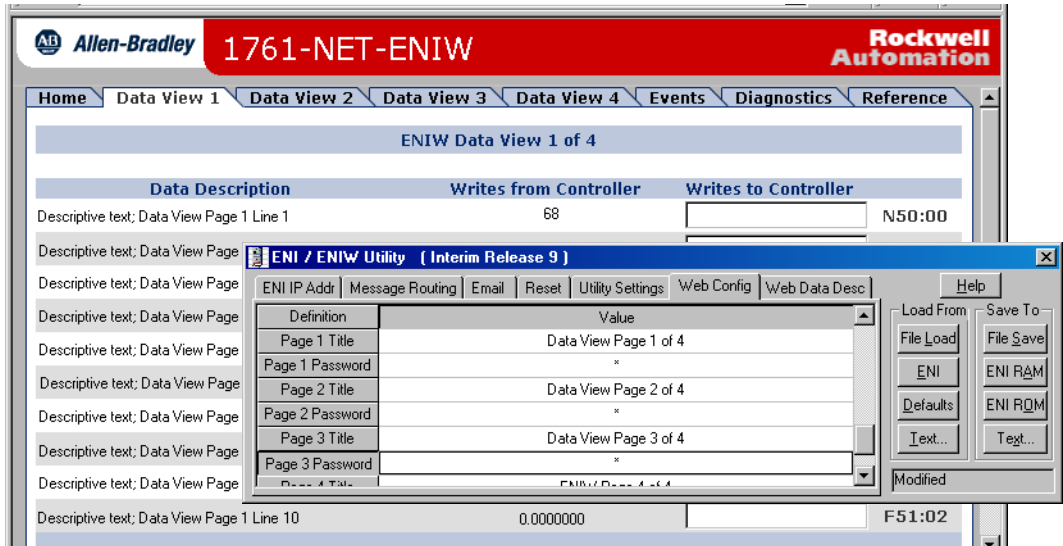 AB Allen-Bradley 1761-NET-ENIW Rockwell Automation
Home Data View 1 Data View 2 Data View 3 Data View 4 Events Diagnostics Reference
ENIW Data View 1 of 4
Data Description Writes from Controller Writes to Controller
Descriptive text; Data View Page 1 Line 1 68 N50:00
Descriptive text; Data View Page
Descriptive text; Data View Page
Descriptive text; Data View Page
Descriptive text; Data View Page
Descriptive text; Data View Page
Descriptive text; Data View Page
Descriptive text; Data View Page
Descriptive text; Data View Page
Descriptive text; Data View Page 1 Line 10 0.0000000 F51:02
ENI / ENIW Utility ( Interim Release 9 )
ENI IP Addr Message Routing Email Reset Utility Settings Web Config Web Data Desc Help
Definition Value
Page 1 Title Data View Page 1 of 4
Page 1 Password *
Page 2 Title Data View Page 2 of 4
Page 2 Password *
Page 3 Title Data View Page 3 of 4
Page 3 Password *
Page 4 Title ENIW Page 4 of 4
Load From Save To
File Load File Save
ENI ENI RAM
Defaults ENI ROM
Text... Text...
Modified